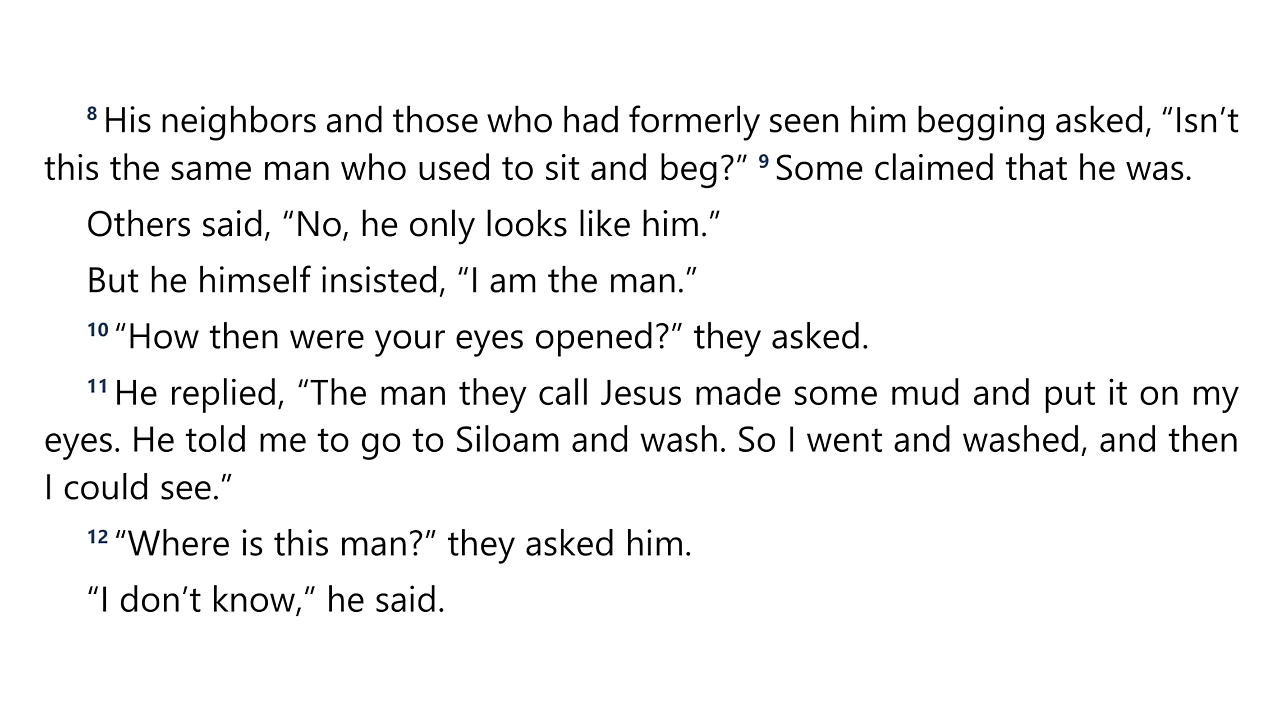 8 His neighbors and those who had formerly seen him begging asked, “Isn’t
this the same man who used to sit and beg?” 9 Some claimed that he was.
Others said, “No, he only looks like him.”
But he himself insisted, “I am the man.”
10 “How then were your eyes opened?” they asked.
11 He replied, “The man they call Jesus made some mud and put it on my
eyes. He told me to go to Siloam and wash. So I went and washed, and then
I could see.”
12 “Where is this man?” they asked him.
“I don’t know,” he said.